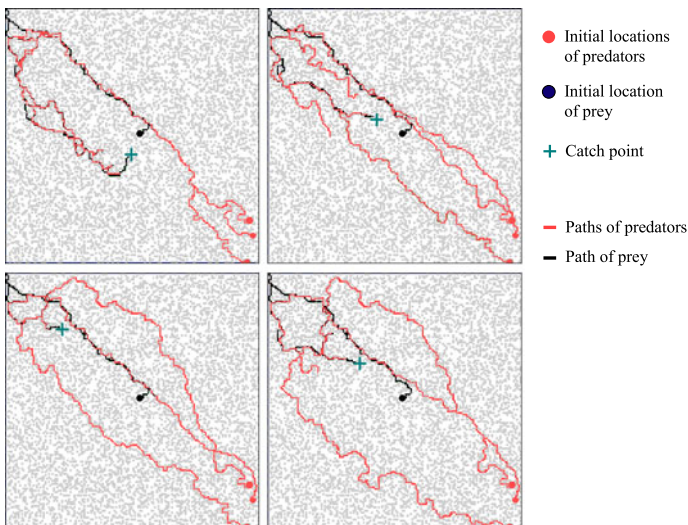 Initial locations
of predators
Initial location
of prey
Catch point
Paths of predators
Path of prey